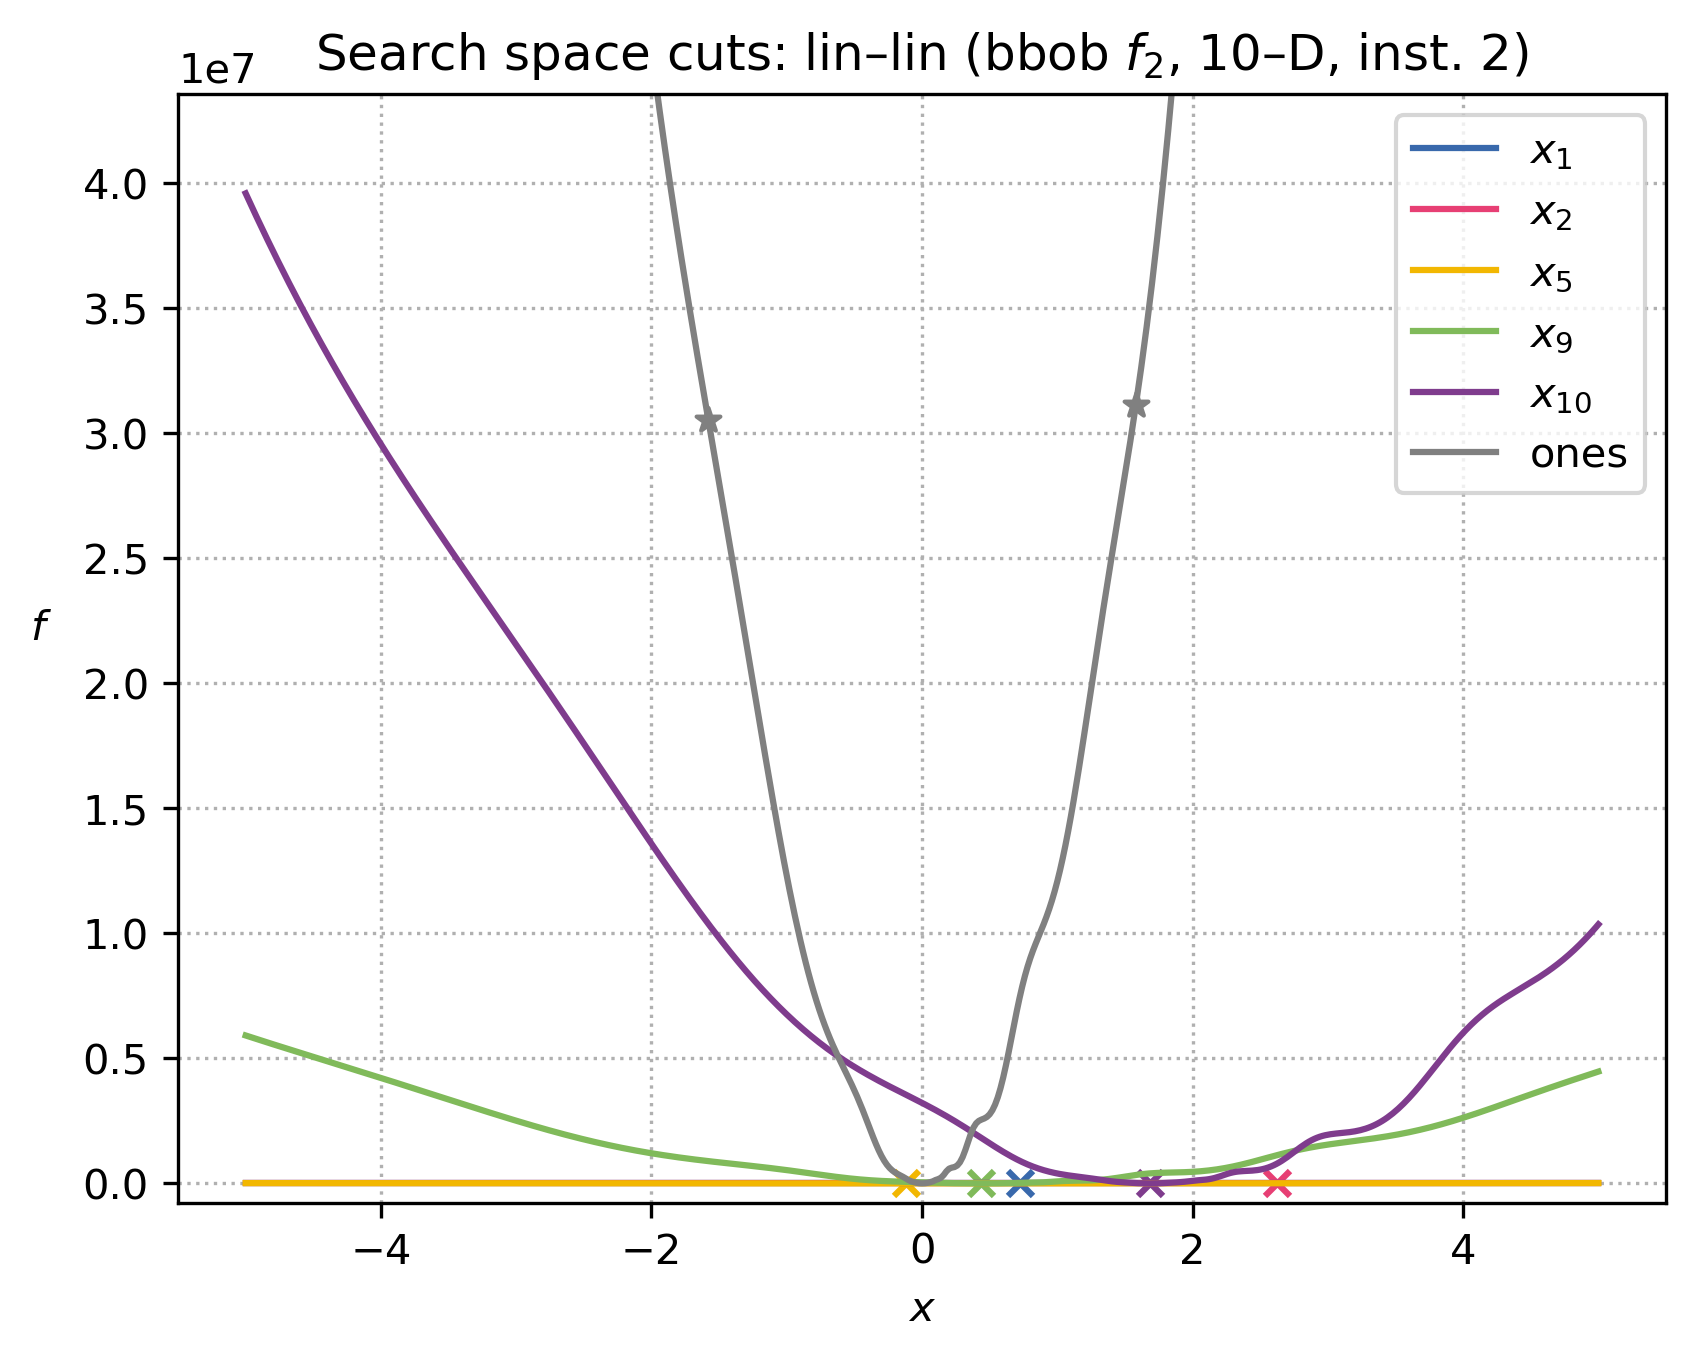 Search space cuts: lin–lin (bbob f₂, 10–D, inst. 2)
1e7
4.0
3.5
3.0
2.5
2.0
1.5
1.0
0.5
0.0
f
−4
−2
0
2
4
x
x₁
x₂
x₅
x₉
x₁₀
ones